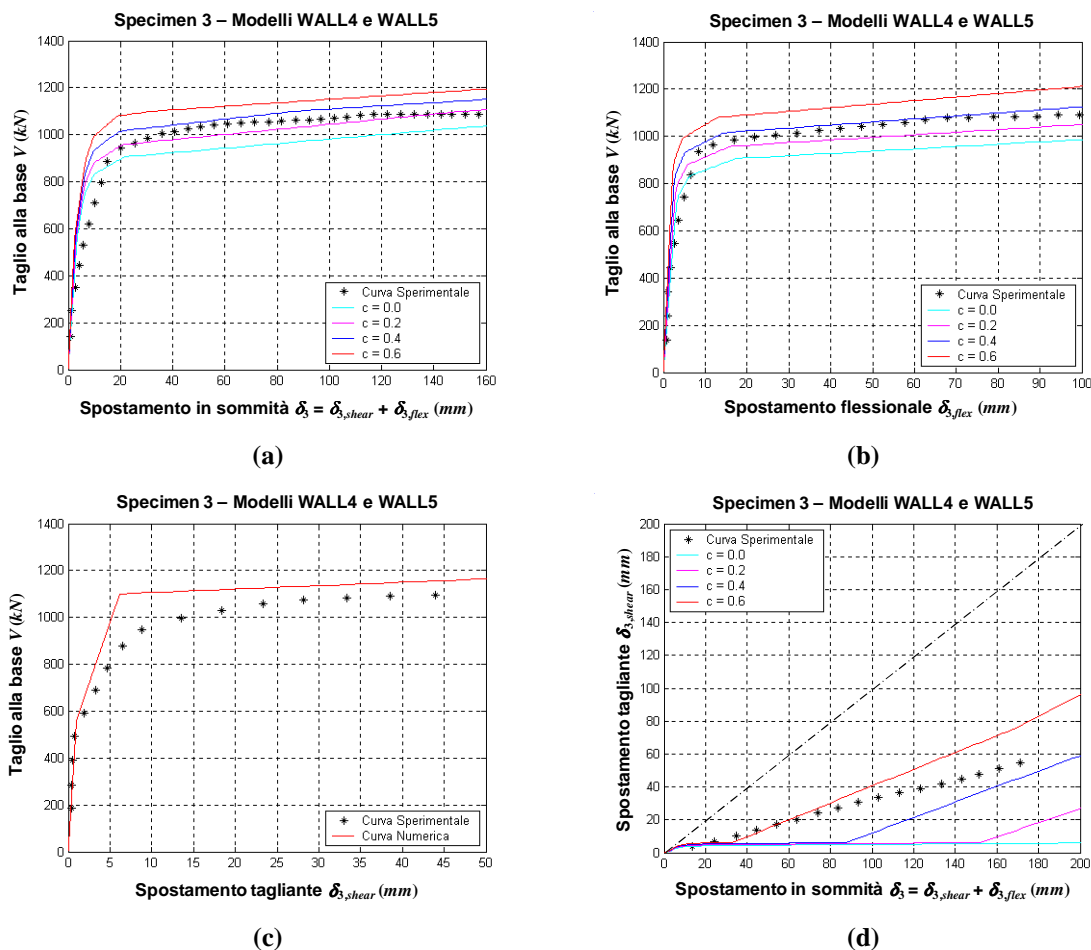 Specimen 3 – Modelli WALL4 e WALL5
Taglio alla base V (kN)
1400
1200
1000
800
600
400
200
0
0 20 40 60 80 100 120 140 160
Curva Sperimentale
c = 0.0
c = 0.2
c = 0.4
c = 0.6
Spostamento in sommità δ3 = δ3,shear + δ3,flex (mm)
(a)
Specimen 3 – Modelli WALL4 e WALL5
Taglio alla base V (kN)
1400
1200
1000
800
600
400
200
0
0 10 20 30 40 50 60 70 80 90 100
Curva Sperimentale
c = 0.0
c = 0.2
c = 0.4
c = 0.6
Spostamento flessionale δ3,flex (mm)
(b)
Specimen 3 – Modelli WALL4 e WALL5
Taglio alla base V (kN)
1400
1200
1000
800
600
400
200
0
0 5 10 15 20 25 30 35 40 45 50
Curva Sperimentale
Curva Numerica
Spostamento tagliante δ3,shear (mm)
(c)
Specimen 3 – Modelli WALL4 e WALL5
Spostamento tagliante δ3,shear (mm)
200
180
160
140
120
100
80
60
40
20
0
0 20 40 60 80 100 120 140 160 180 200
Curva Sperimentale
c = 0.0
c = 0.2
c = 0.4
c = 0.6
Spostamento in sommità δ3 = δ3,shear + δ3,flex (mm)
(d)